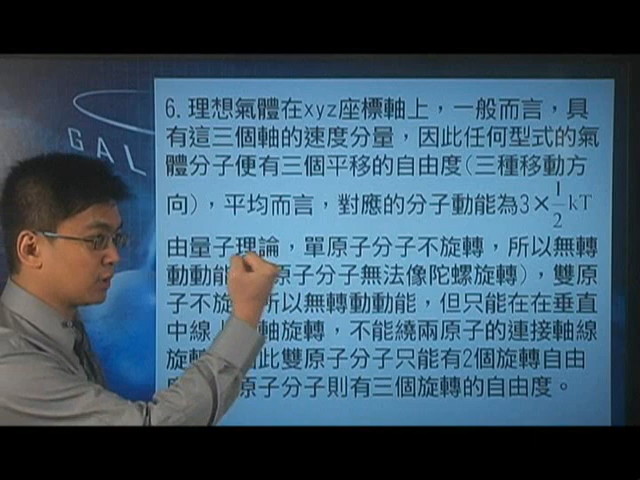 GAL
6. 理想氣體在xyz座標軸上，一般而言，具
有這三個軸的速度分量，因此任何型式的氣
體分子便有三個平移的自由度(三種移動方
向)，平均而言，對應的分子動能為3×1/2kT
由量子理論，單原子分子不旋轉，所以無轉
動動能 原子分子無法像陀螺旋轉)，雙原
子不旋 所以無轉動動能，但只能在在垂直
中線 軸旋轉，不能繞兩原子的連接軸線
旋轉 此雙原子分子只能有2個旋轉自由
原子分子則有三個旋轉的自由度。